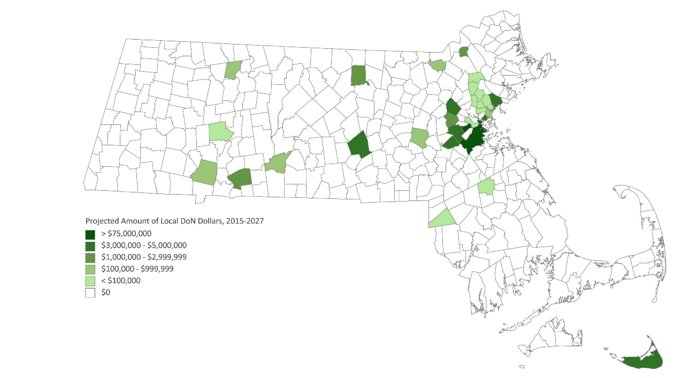 Projected Amount of Local DoN Dollars, 2015-2027
> $75,000,000
$3,000,000 - $5,000,000
$1,000,000 - $2,999,999
$100,000 - $999,999
< $100,000
$0